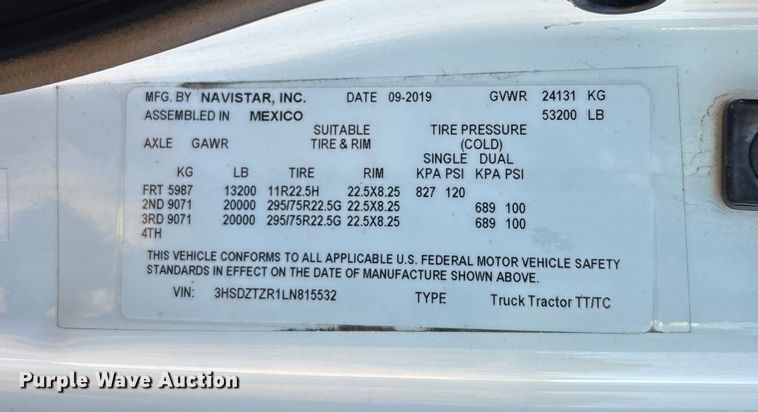 MFG. BY NAVISTAR, INC. DATE 09-2019 GVWR 24131 KG
ASSEMBLED IN MEXICO 53200 LB
SUITABLE TIRE PRESSURE
AXLE GAWR TIRE & RIM (COLD)
SINGLE DUAL
KG LB TIRE RIM KPA PSI KPA PSI
FRT 5987 13200 11R22.5H 22.5X8.25 827 120
2ND 9071 20000 295/75R22.5G 22.5X8.25 689 100
3RD 9071 20000 295/75R22.5G 22.5X8.25 689 100
4TH
THIS VEHICLE CONFORMS TO ALL APPLICABLE U.S. FEDERAL MOTOR VEHICLE SAFETY
STANDARDS IN EFFECT ON THE DATE OF MANUFACTURE SHOWN ABOVE.
VIN: 3HSDZTZR1LN815532 TYPE Truck Tractor TT/TC
Purple Wave Auction